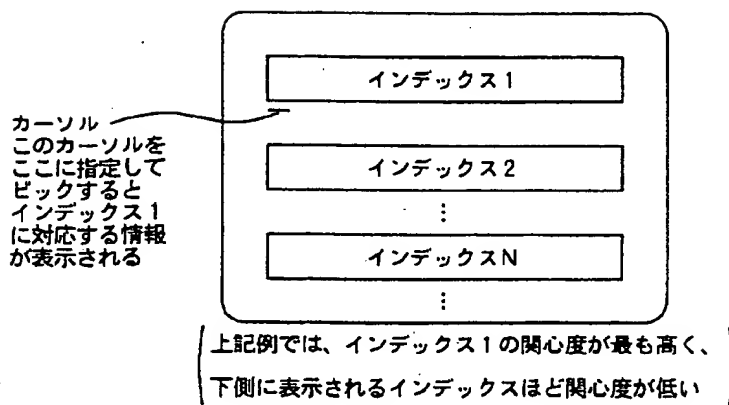 インデックス1
カーソル
このカーソルを
ここに指定して
ピックすると
インデックス1
に対応する情報
が表示される
インデックス2
⋮
インデックスN
⋮
上記例では、インデックス1の関心度が最も高く、
下側に表示されるインデックスほど関心度が低い